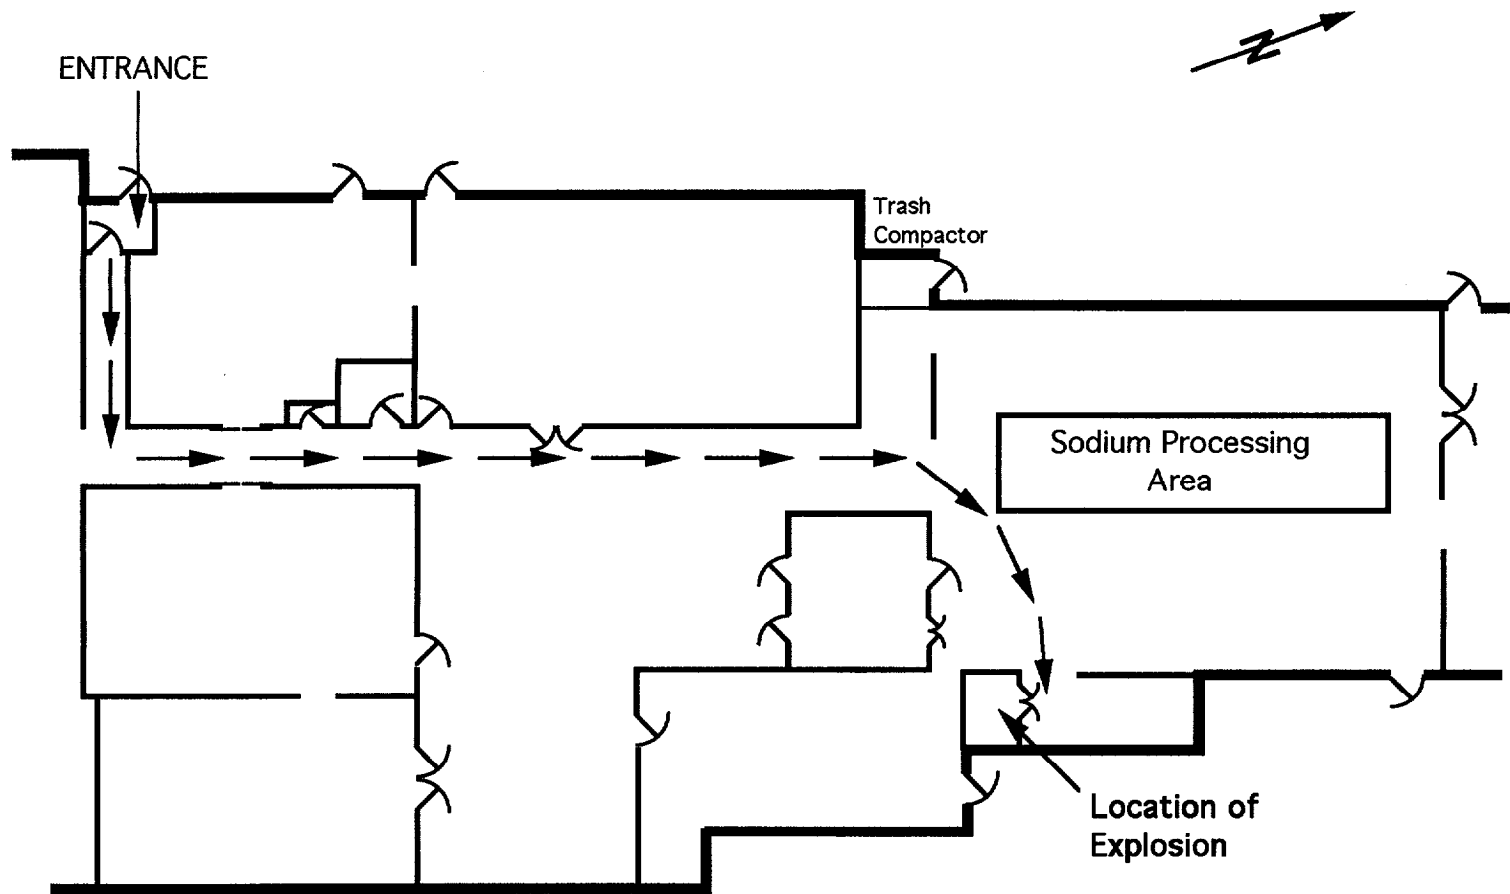 N
ENTRANCE
Trash
Compactor
Sodium Processing
Area
Location of
Explosion